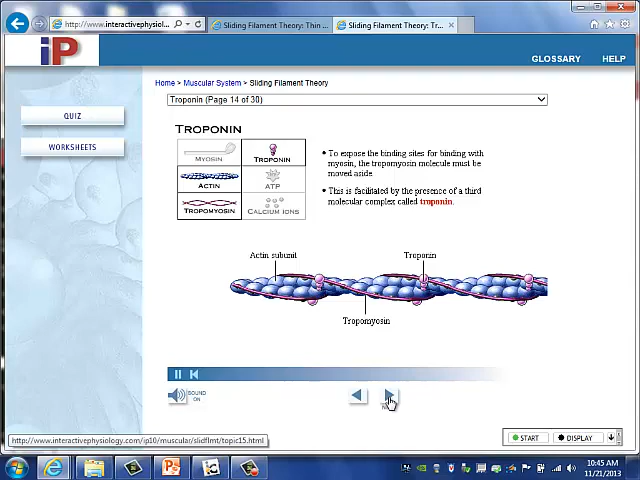 http://www.interactivephysiol...
Sliding Filament Theory: Thin ...
Sliding Filament Theory: Tr...
iP
GLOSSARY
HELP
Home > Muscular System > Sliding Filament Theory
Troponin (Page 14 of 30)
QUIZ
WORKSHEETS
TROPONIN
MYOSIN
TROPONIN
ACTIN
ATP
TROPOMYOSIN
CALCIUM IONS
• To expose the binding sites for binding with
myosin, the tropomyosin molecule must be
moved aside.
• This is facilitated by the presence of a third
molecular complex called troponin.
Actin subunit
Troponin
Tropomyosin
SOUND
ON
http://www.interactivephysiology.com/ip10/muscular/slidflmt/topic15.html
START
DISPLAY
10:45 AM
11/21/2013